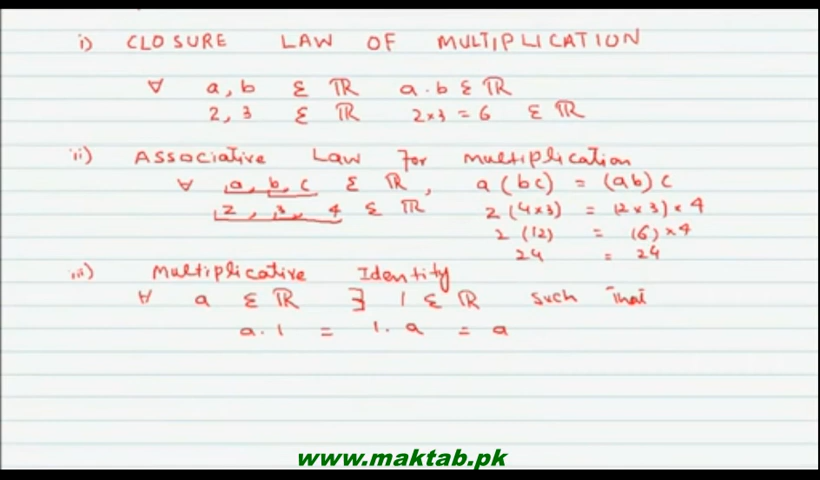 i) CLOSURE LAW OF MULTIPLICATION
∀ a, b ε ℝ a . b ε ℝ
2, 3 ε ℝ 2 × 3 = 6 ε ℝ
ii) Associative Law for multiplication
∀ a, b, c ε ℝ, a ( bc ) = (ab) c
2, 3, 4 ε ℝ 2 (4×3) = (2×3) × 4
2 (12) = (6) × 4
24 = 24
iii) Multiplicative Identity
∀ a ε ℝ ∃ 1 ε ℝ such that
a . 1 = 1 . a = a
www.maktab.pk